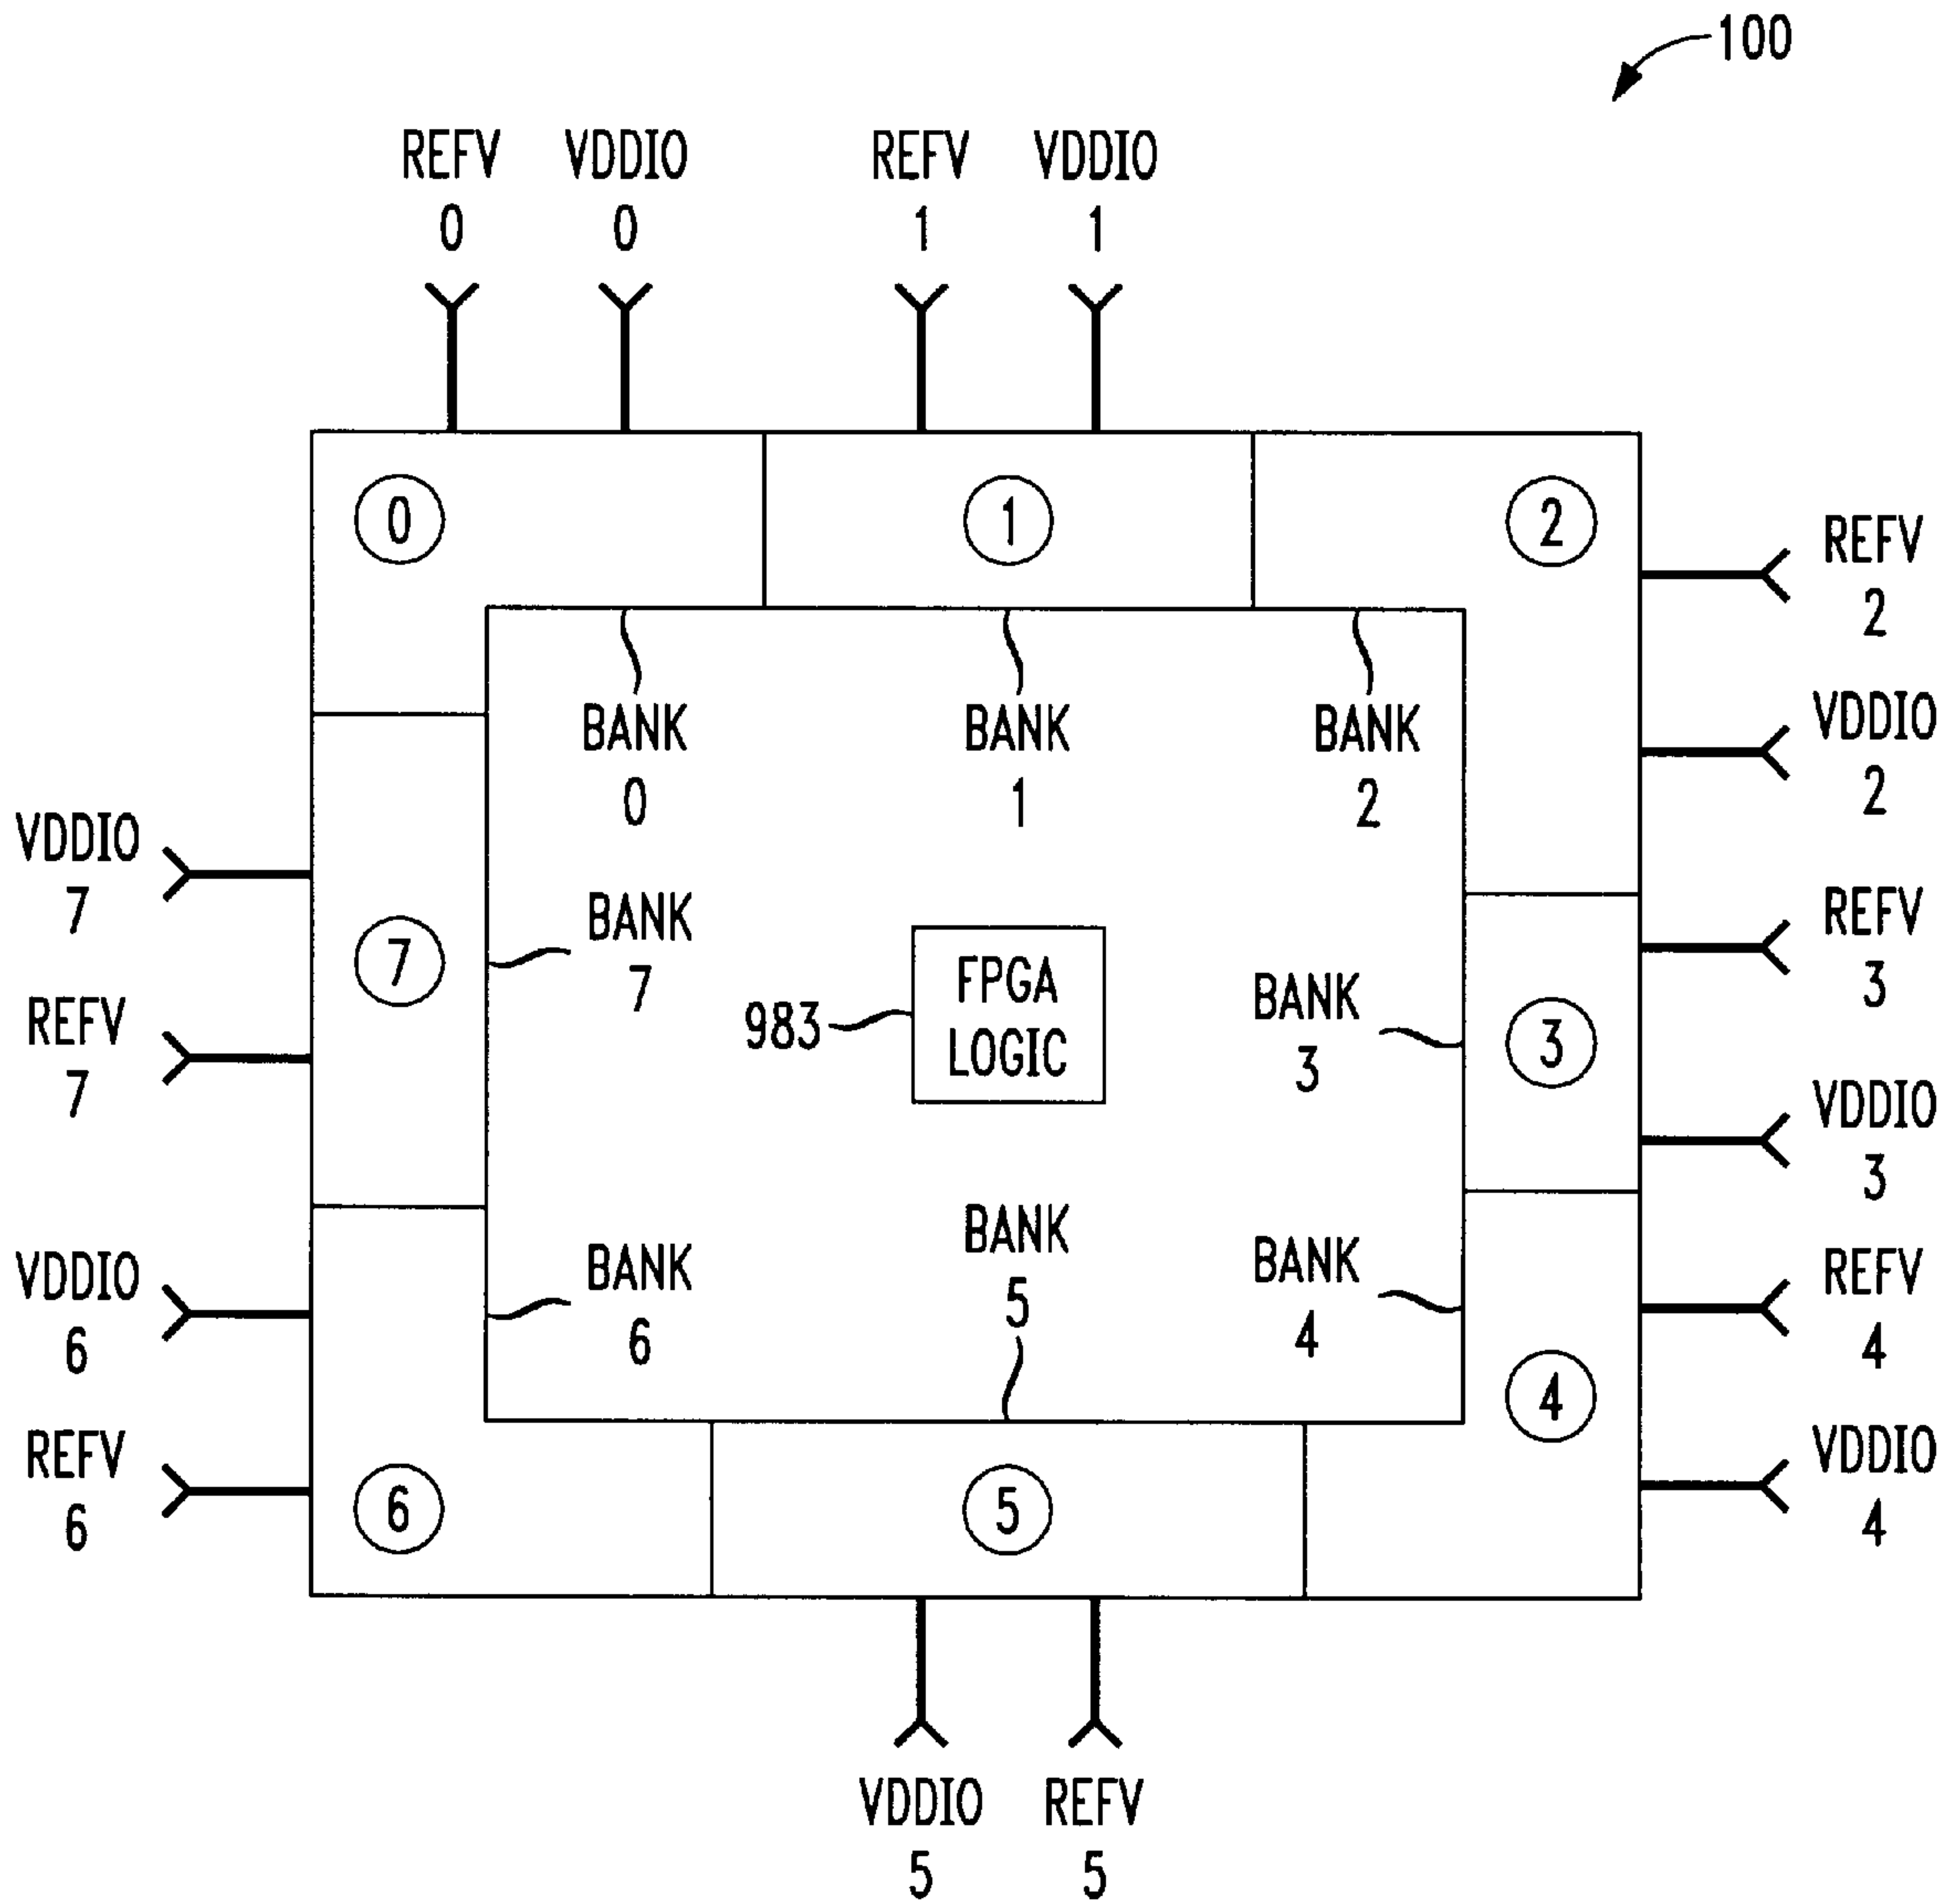 100
REFV VDDIO REFV VDDIO
0 0 1 1
0 1 2
REFV
2
BANK BANK BANK
0 1 2
VDDIO
2
VDDIO
7
BANK
7
REFV
3
7
FPGA
LOGIC
983
BANK
3
3
REFV
7
VDDIO
3
BANK
5
VDDIO
6
BANK
6
BANK
4
REFV
4
4
REFV
6
6
5
VDDIO
4
VDDIO REFV
5 5